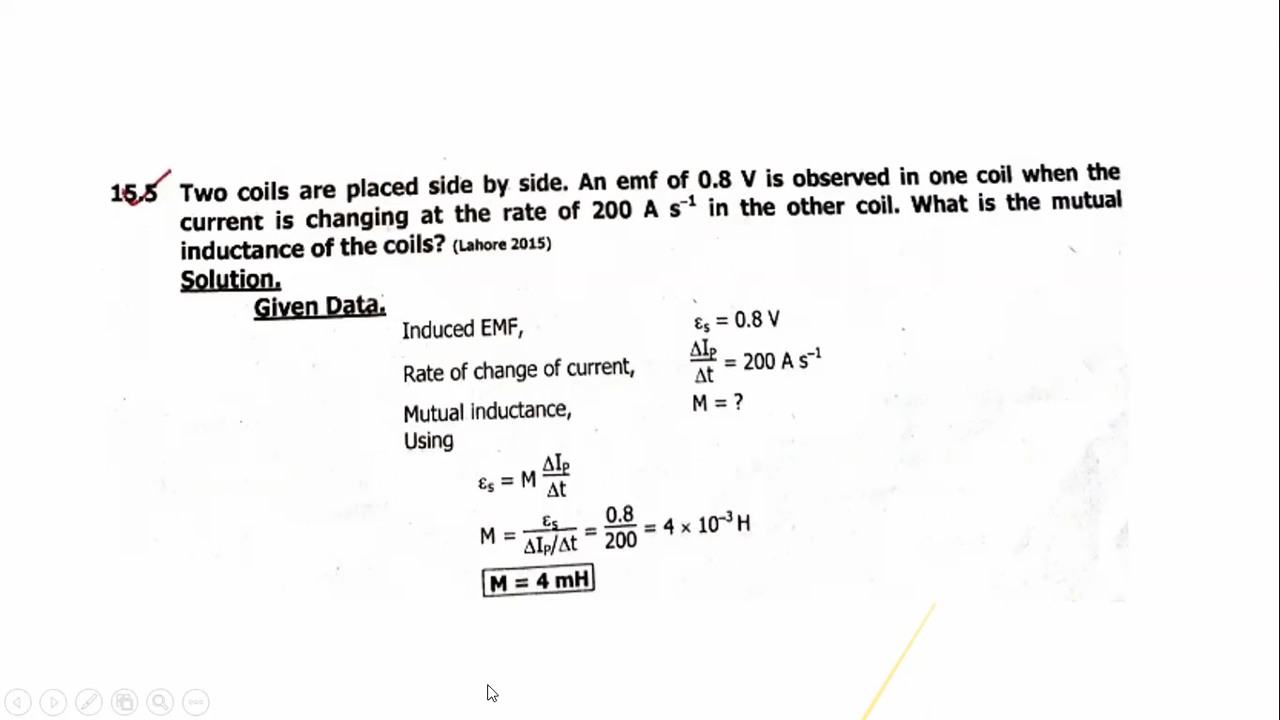 15.5 Two coils are placed side by side. An emf of 0.8 V is observed in one coil when the
current is changing at the rate of 200 A s⁻¹ in the other coil. What is the mutual
inductance of the coils? (Lahore 2015)
Solution.
Given Data.
Induced EMF, εₛ = 0.8 V
Rate of change of current, ΔIₚ/Δt = 200 A s⁻¹
Mutual inductance, M = ?
Using
εₛ = M ΔIₚ/Δt
M = εₛ/(ΔIₚ/Δt) = 0.8/200 = 4 × 10⁻³ H
M = 4 mH